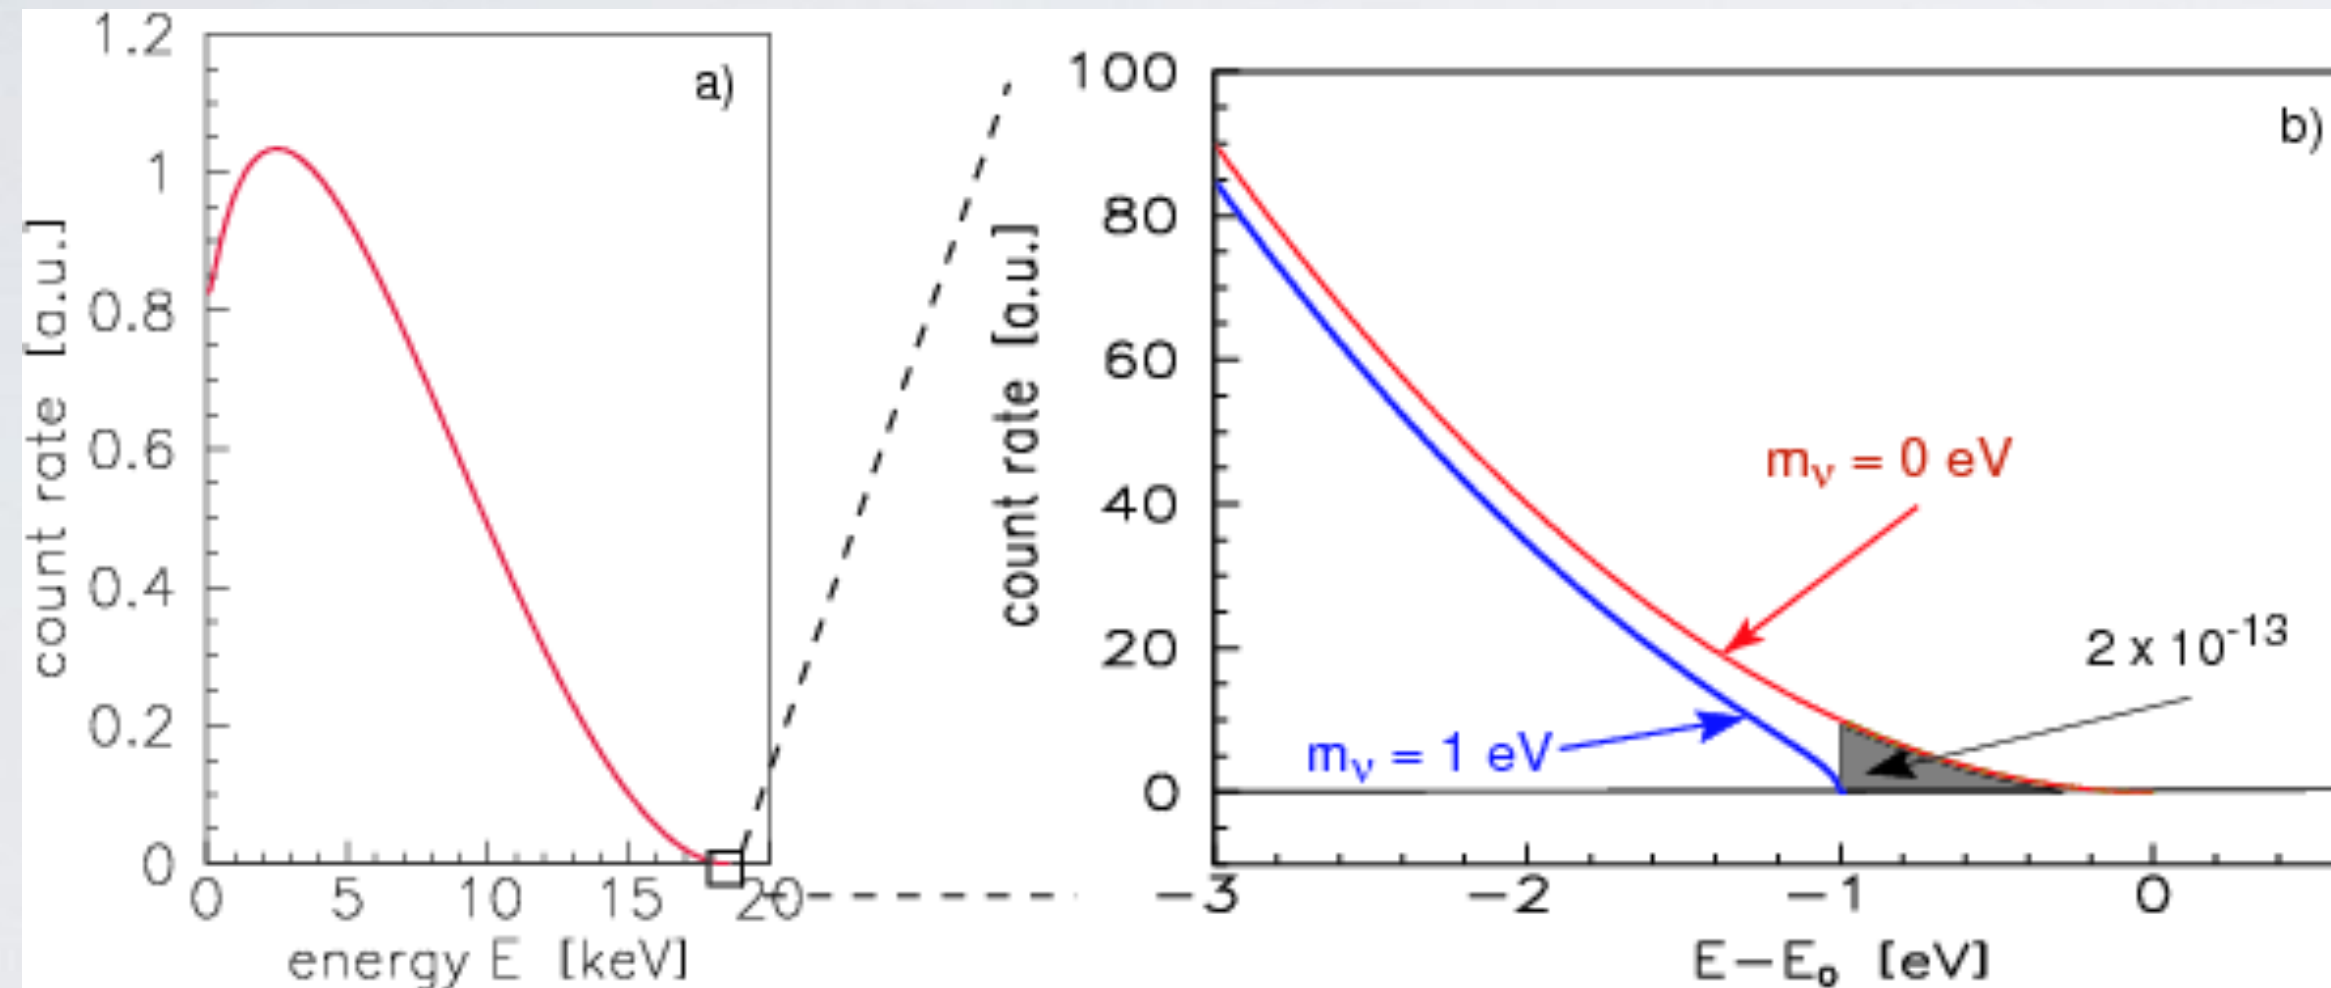 a)
1.2
1
0.8
0.6
0.4
0.2
0
count rate [a.u.]
0 5 10 15 20
energy E [keV]
b)
100
80
60
40
20
0
count rate [a.u.]
m_ν = 0 eV
2 x 10^-13
m_ν = 1 eV
−3 −2 −1 0
E−E₀ [eV]